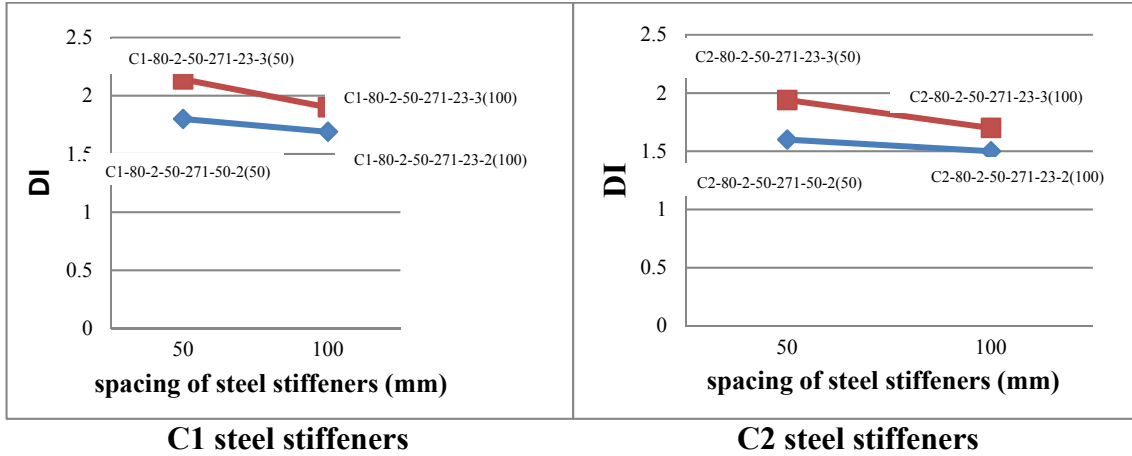 2.5
C1-80-2-50-271-23-3(50)
2
C1-80-2-50-271-23-3(100)
1.5
C1-80-2-50-271-50-2(50)
C1-80-2-50-271-23-2(100)
DI
1
0.5
0
50
100
spacing of steel stiffeners (mm)
C1 steel stiffeners
2.5
C2-80-2-50-271-23-3(50)
2
C2-80-2-50-271-23-3(100)
1.5
C2-80-2-50-271-50-2(50)
C2-80-2-50-271-23-2(100)
DI
1
0.5
0
50
100
spacing of steel stiffeners (mm)
C2 steel stiffeners